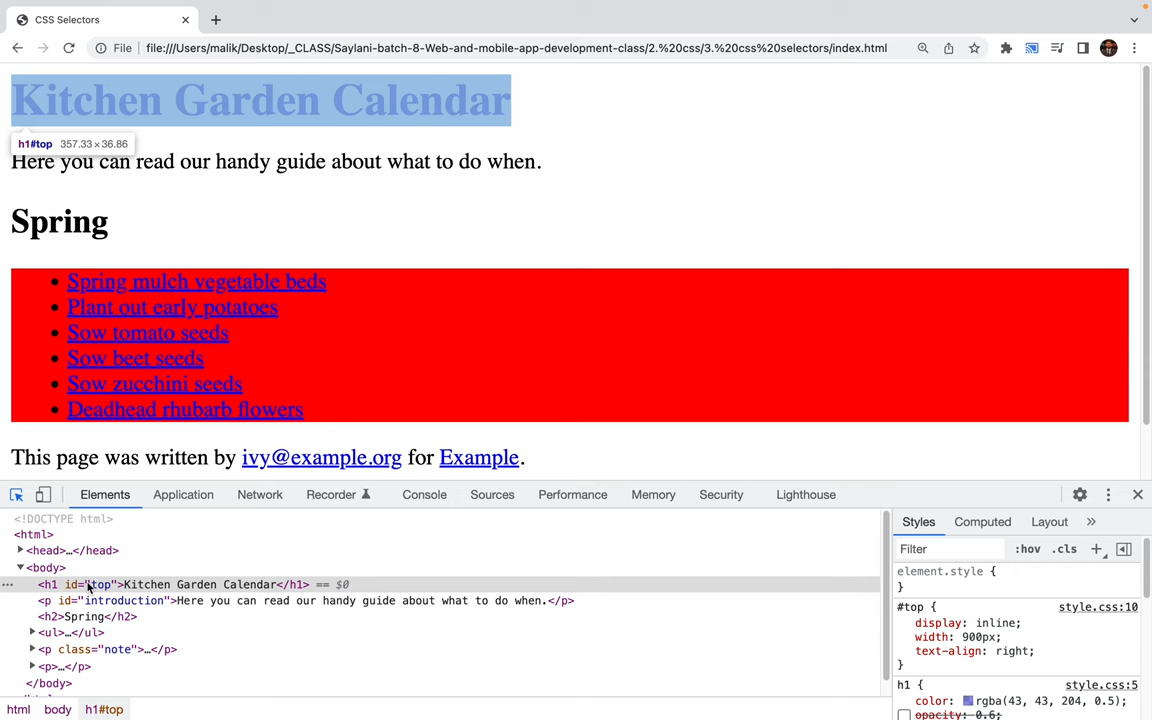 CSS Selectors
File file:///Users/malik/Desktop/_CLASS/Saylani-batch-8-Web-and-mobile-app-development-class/2.%20css/3.%20css%20selectors/index.html
Kitchen Garden Calendar
h1#top 357.33×36.86
Here you can read our handy guide about what to do when.
Spring
Spring mulch vegetable beds
Plant out early potatoes
Sow tomato seeds
Sow beet seeds
Sow zucchini seeds
Deadhead rhubarb flowers
This page was written by ivy@example.org for Example.
Elements Application Network Recorder Console Sources Performance Memory Security Lighthouse
<!DOCTYPE html>
<html>
<head>…</head>
<body>
<h1 id="top">Kitchen Garden Calendar</h1> == $0
<p id="introduction">Here you can read our handy guide about what to do when.</p>
<h2>Spring</h2>
<ul>…</ul>
<p class="note">…</p>
<p>…</p>
</body>
html body h1#top
Styles Computed Layout »
Filter :hov .cls +
element.style {
}
#top { style.css:10
display: inline;
width: 900px;
text-align: right;
}
h1 { style.css:5
color: rgba(43, 43, 204, 0.5);
opacity: 0.6;